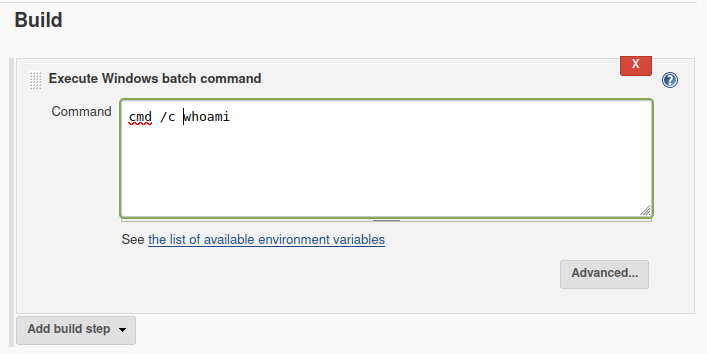 Build
X
Execute Windows batch command
?
Command
cmd /c whoami
See the list of available environment variables
Advanced...
Add build step